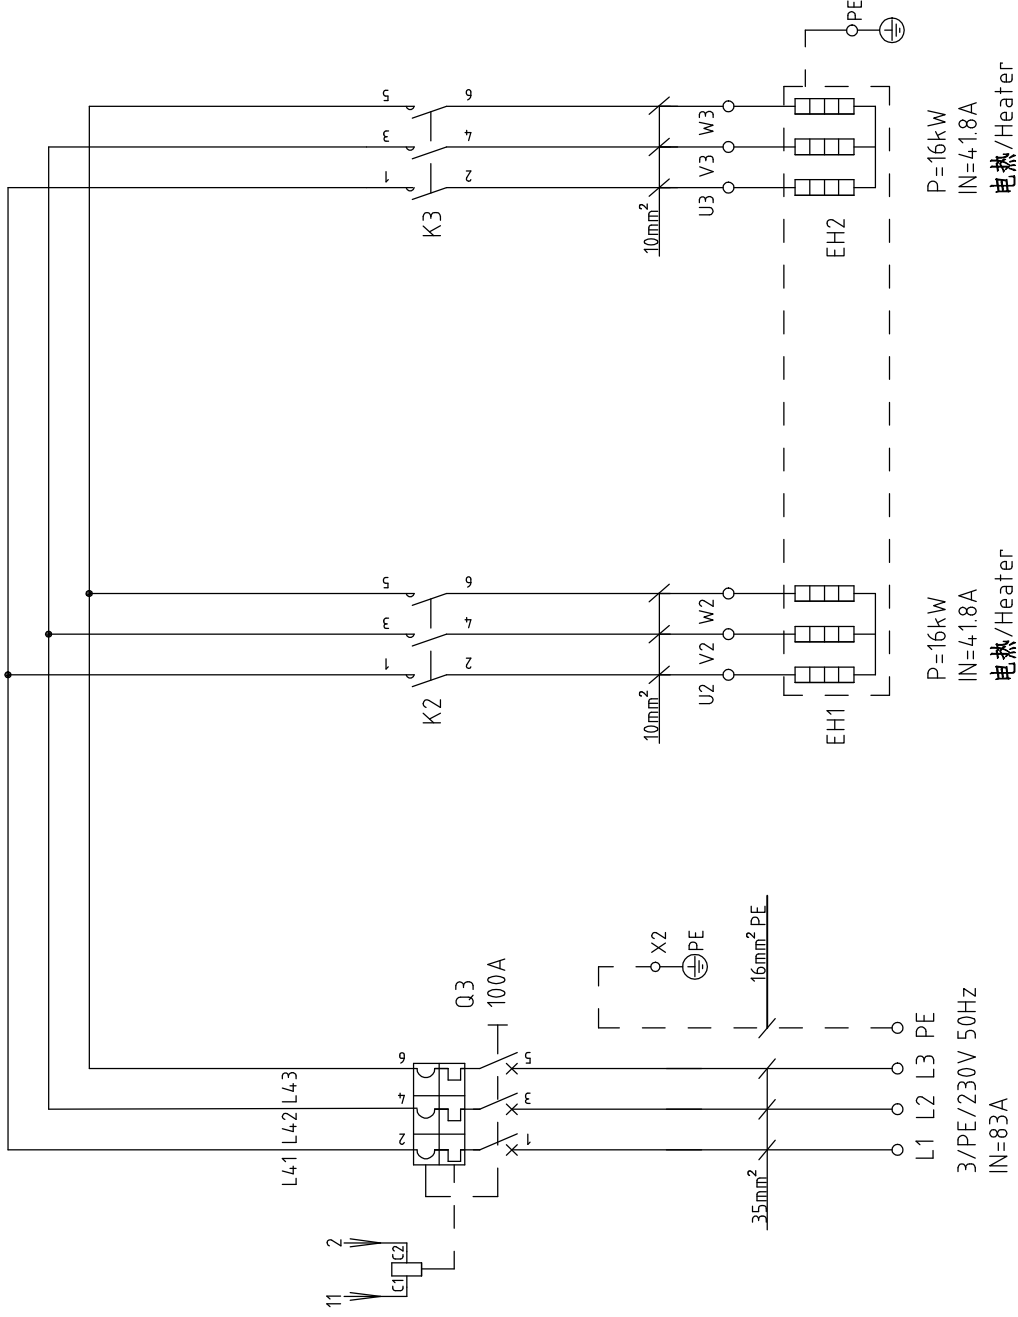 L41 L42 L43
2 4 6
1 3 5
Q3
100A
11
2
C1 C2
35mm²
16mm² PE
X2
PE
L1 L2 L3 PE
3/PE/230V 50Hz
IN=83A
1 3 5
K2
2 4 6
10mm²
U2 V2 W2
EH1
P=16kW
IN=41.8A
电热/Heater
1 3 5
K3
2 4 6
10mm²
U3 V3 W3
EH2
PE
P=16kW
IN=41.8A
电热/Heater